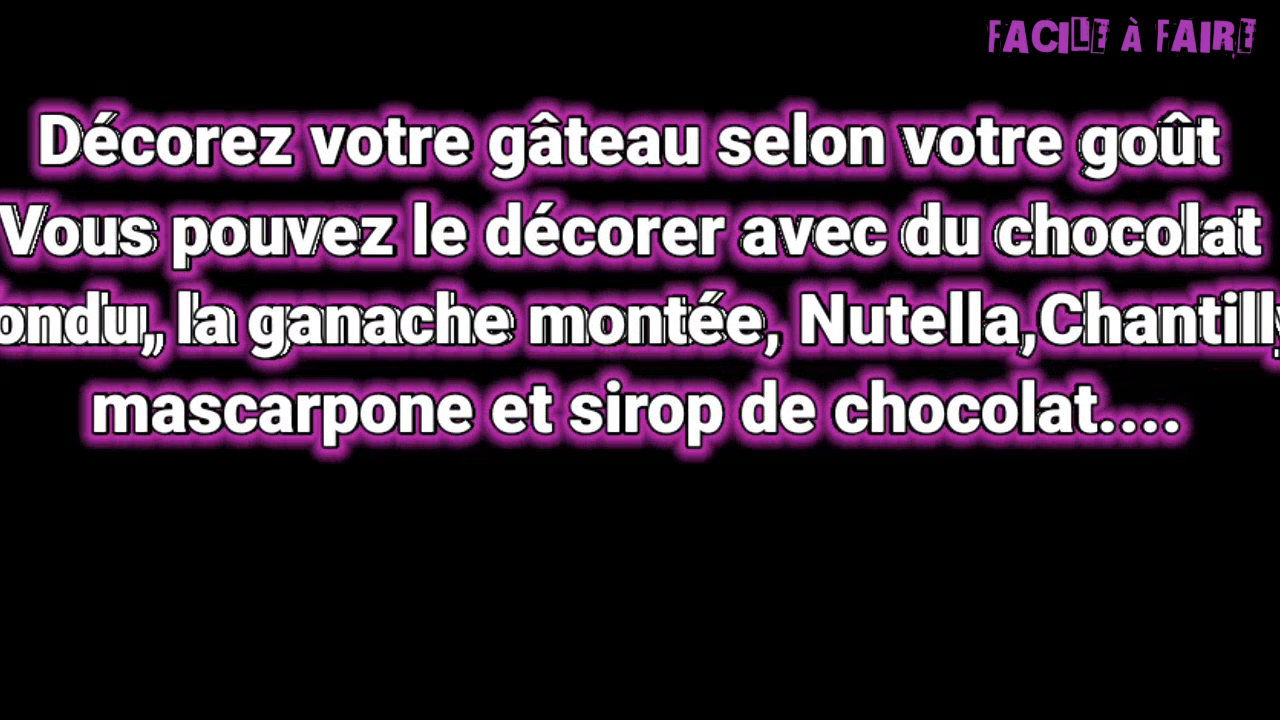 FACILE À FAIRE
Décorez votre gâteau selon votre goût
Vous pouvez le décorer avec du chocolat
ondu, la ganache montée, Nutella,Chantilly
mascarpone et sirop de chocolat....